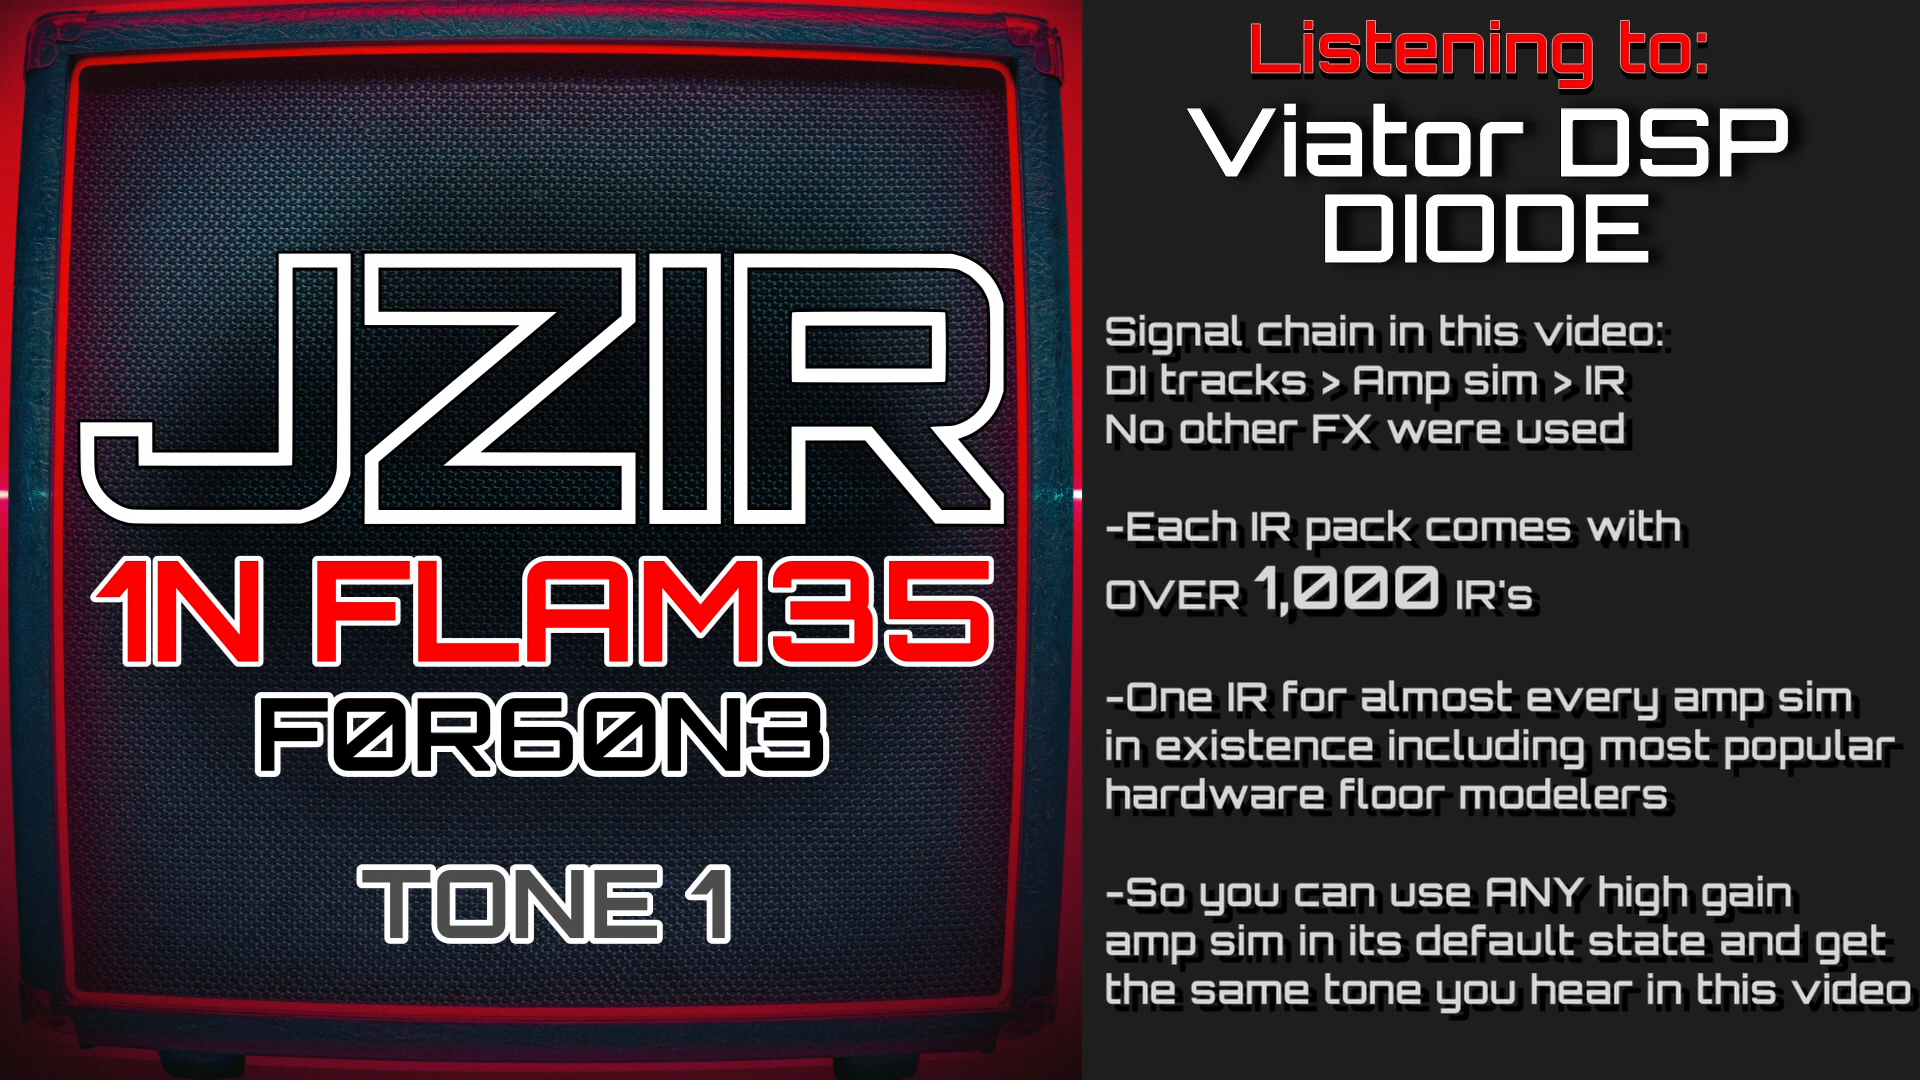 JZIR
1N FLAM35
F0R60N3
TONE 1
Listening to:
Viator DSP
DIODE
Signal chain in this video:
DI tracks > Amp sim > IR
No other FX were used
-Each IR pack comes with
OVER 1,000 IR's
-One IR for almost every amp sim
in existence including most popular
hardware floor modelers
-So you can use ANY high gain
amp sim in its default state and get
the same tone you hear in this video